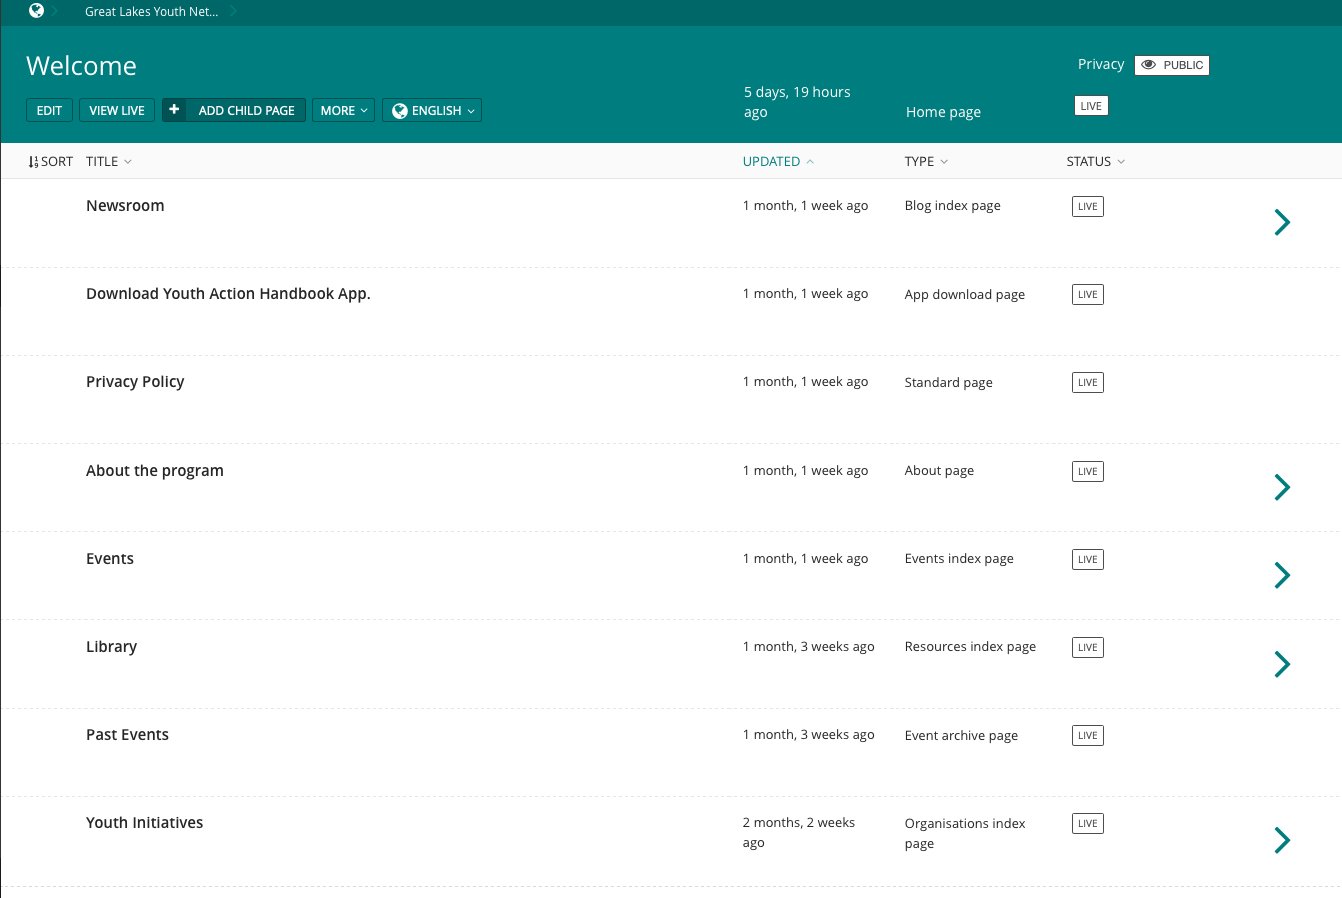 Great Lakes Youth Net...
Welcome
Privacy PUBLIC
EDIT VIEW LIVE + ADD CHILD PAGE MORE ENGLISH
5 days, 19 hours
ago
Home page
LIVE
SORT TITLE UPDATED TYPE STATUS
Newsroom 1 month, 1 week ago Blog index page LIVE
Download Youth Action Handbook App. 1 month, 1 week ago App download page LIVE
Privacy Policy 1 month, 1 week ago Standard page LIVE
About the program 1 month, 1 week ago About page LIVE
Events 1 month, 1 week ago Events index page LIVE
Library 1 month, 3 weeks ago Resources index page LIVE
Past Events 1 month, 3 weeks ago Event archive page LIVE
Youth Initiatives 2 months, 2 weeks
ago
Organisations index
page
LIVE